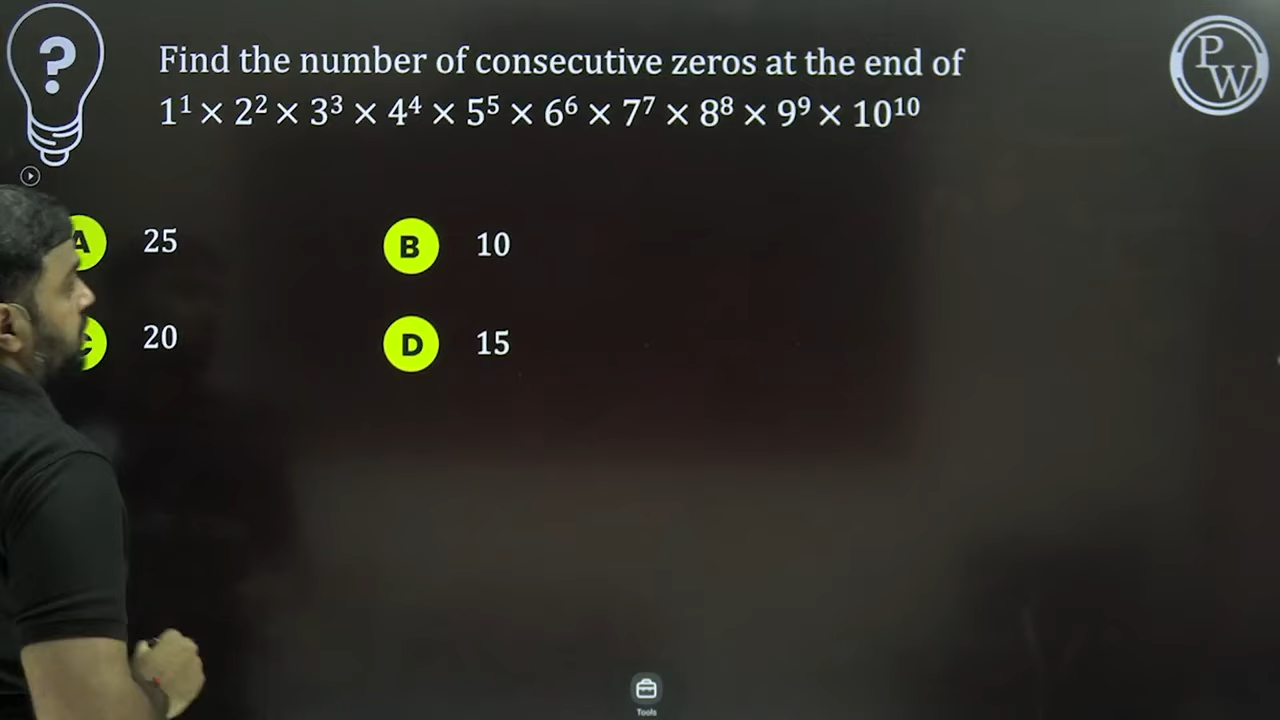 ?
Find the number of consecutive zeros at the end of
1¹ × 2² × 3³ × 4⁴ × 5⁵ × 6⁶ × 7⁷ × 8⁸ × 9⁹ × 10¹⁰
PW
A 25
B 10
C 20
D 15
Tools